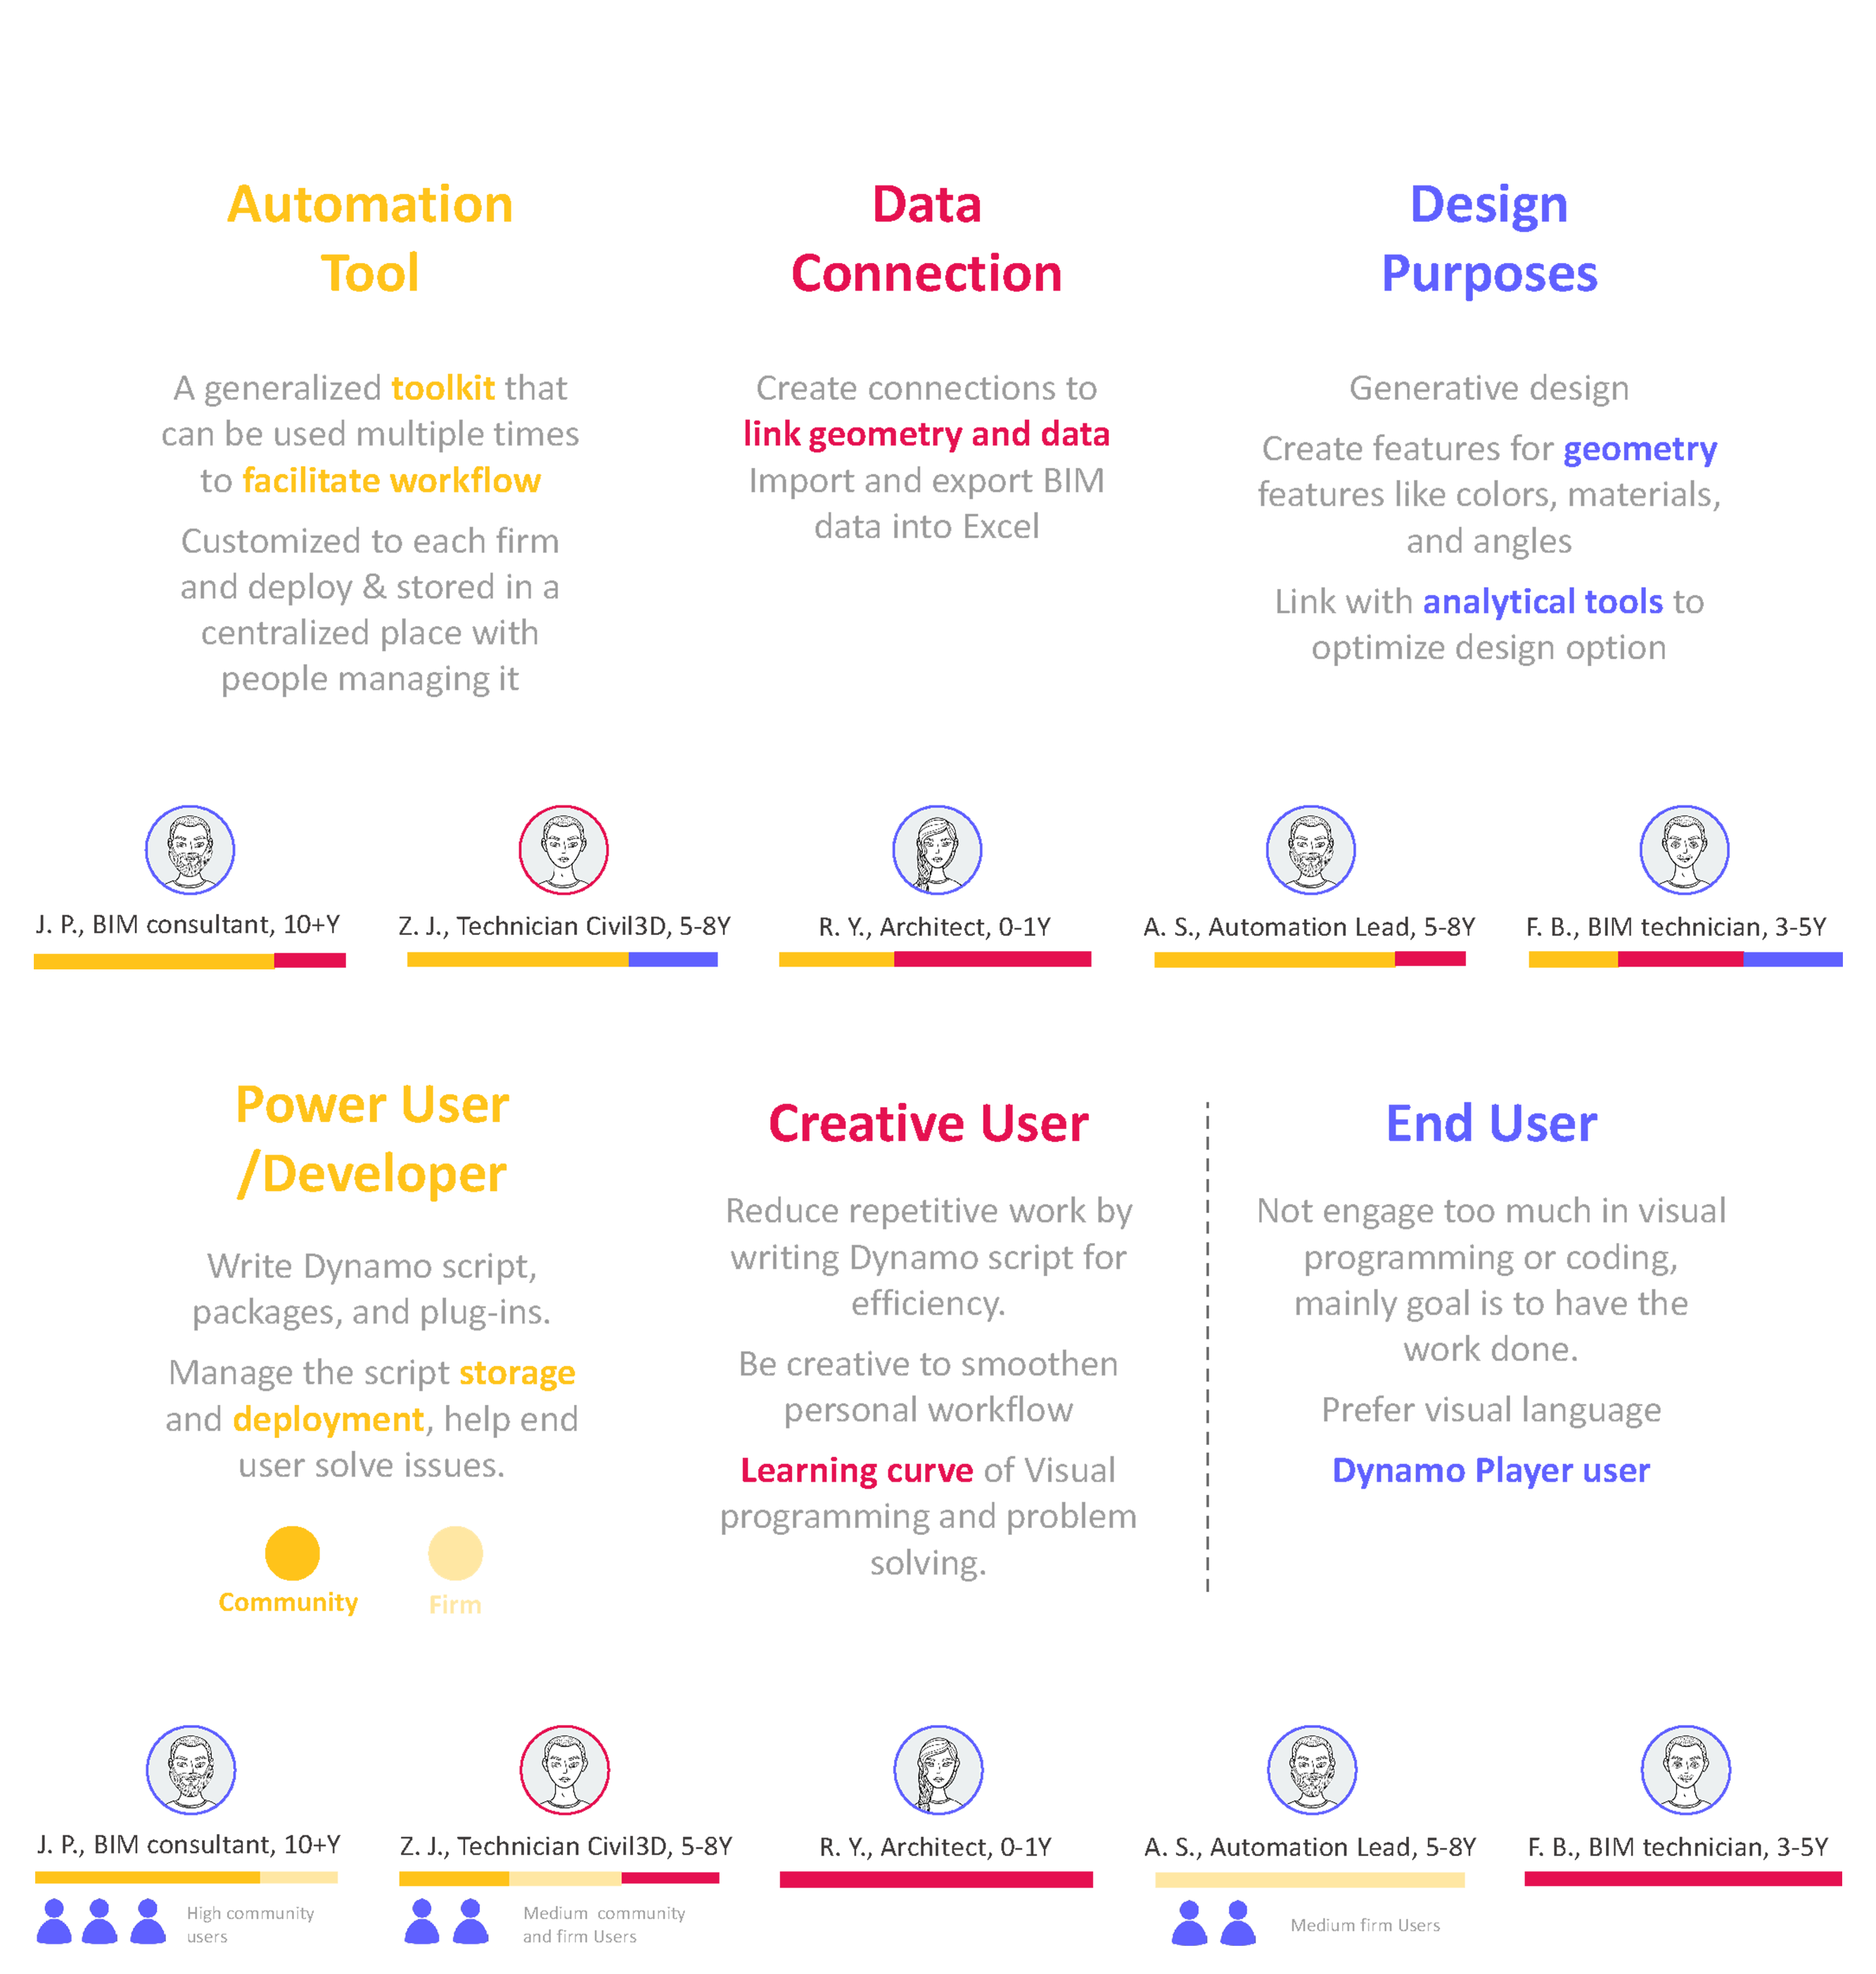 Automation
Tool
A generalized toolkit that
can be used multiple times
to facilitate workflow
Customized to each firm
and deploy & stored in a
centralized place with
people managing it
Data
Connection
Create connections to
link geometry and data
Import and export BIM
data into Excel
Design
Purposes
Generative design
Create features for geometry
features like colors, materials,
and angles
Link with analytical tools to
optimize design option
J. P., BIM consultant, 10+Y
Z. J., Technician Civil3D, 5-8Y
R. Y., Architect, 0-1Y
A. S., Automation Lead, 5-8Y
F. B., BIM technician, 3-5Y
Power User
/Developer
Write Dynamo script,
packages, and plug-ins.
Manage the script storage
and deployment, help end
user solve issues.
Community
Firm
Creative User
Reduce repetitive work by
writing Dynamo script for
efficiency.
Be creative to smoothen
personal workflow
Learning curve of Visual
programming and problem
solving.
End User
Not engage too much in visual
programming or coding,
mainly goal is to have the
work done.
Prefer visual language
Dynamo Player user
J. P., BIM consultant, 10+Y
High community
users
Z. J., Technician Civil3D, 5-8Y
Medium community
and firm Users
R. Y., Architect, 0-1Y
A. S., Automation Lead, 5-8Y
Medium firm Users
F. B., BIM technician, 3-5Y